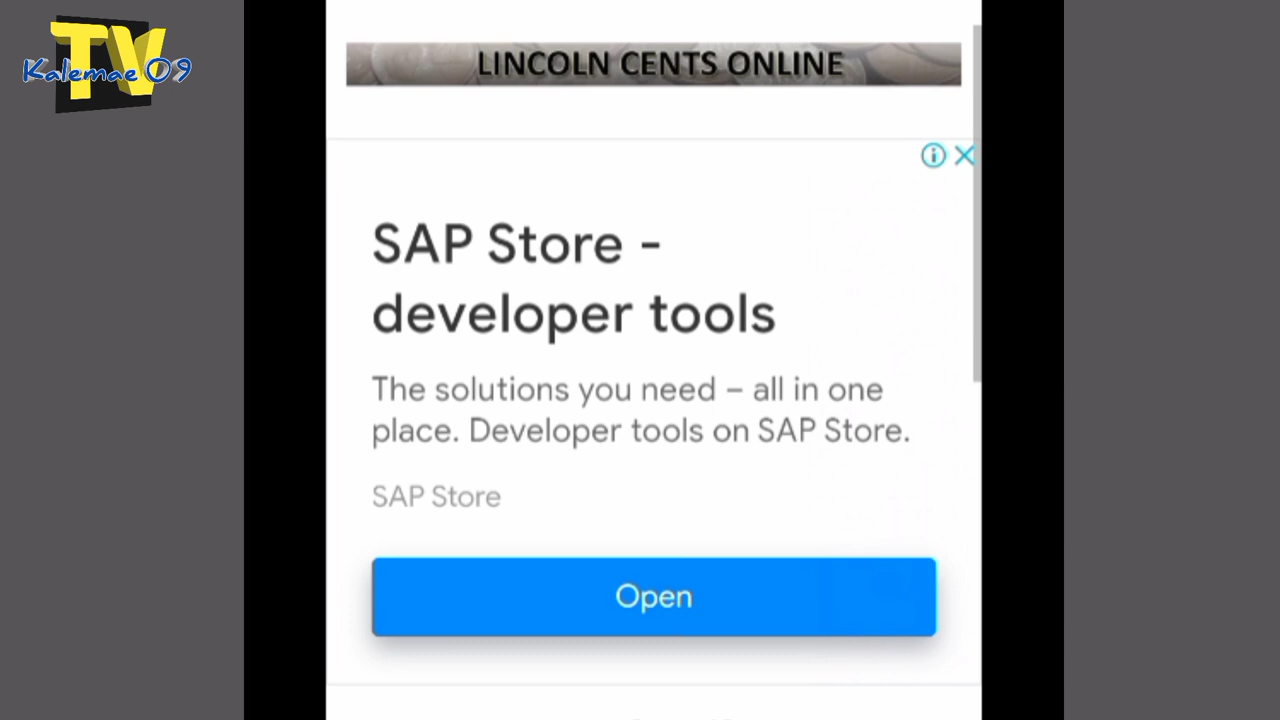 TV
Kalemae 09
LINCOLN CENTS ONLINE
SAP Store -
developer tools
The solutions you need – all in one
place. Developer tools on SAP Store.
SAP Store
Open